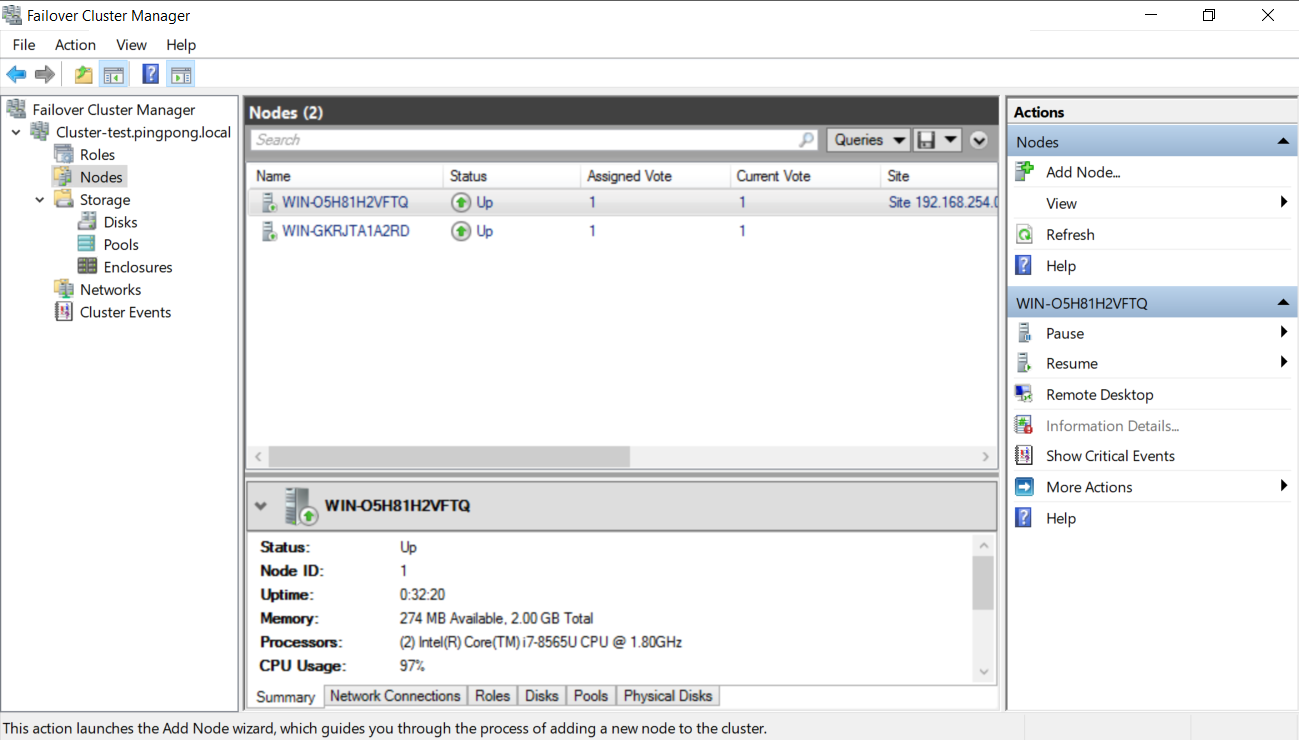 Failover Cluster Manager
File Action View Help
Failover Cluster Manager
Cluster-test.pingpong.local
Roles
Nodes
Storage
Disks
Pools
Enclosures
Networks
Cluster Events
Nodes (2)
Search
Queries
Name Status Assigned Vote Current Vote Site
WIN-O5H81H2VFTQ Up 1 1 Site 192.168.254.0
WIN-GKRJTA1A2RD Up 1 1
WIN-O5H81H2VFTQ
Status: Up
Node ID: 1
Uptime: 0:32:20
Memory: 274 MB Available, 2.00 GB Total
Processors: (2) Intel(R) Core(TM) i7-8565U CPU @ 1.80GHz
CPU Usage: 97%
Summary Network Connections Roles Disks Pools Physical Disks
Actions
Nodes
Add Node...
View
Refresh
Help
WIN-O5H81H2VFTQ
Pause
Resume
Remote Desktop
Information Details...
Show Critical Events
More Actions
Help
This action launches the Add Node wizard, which guides you through the process of adding a new node to the cluster.